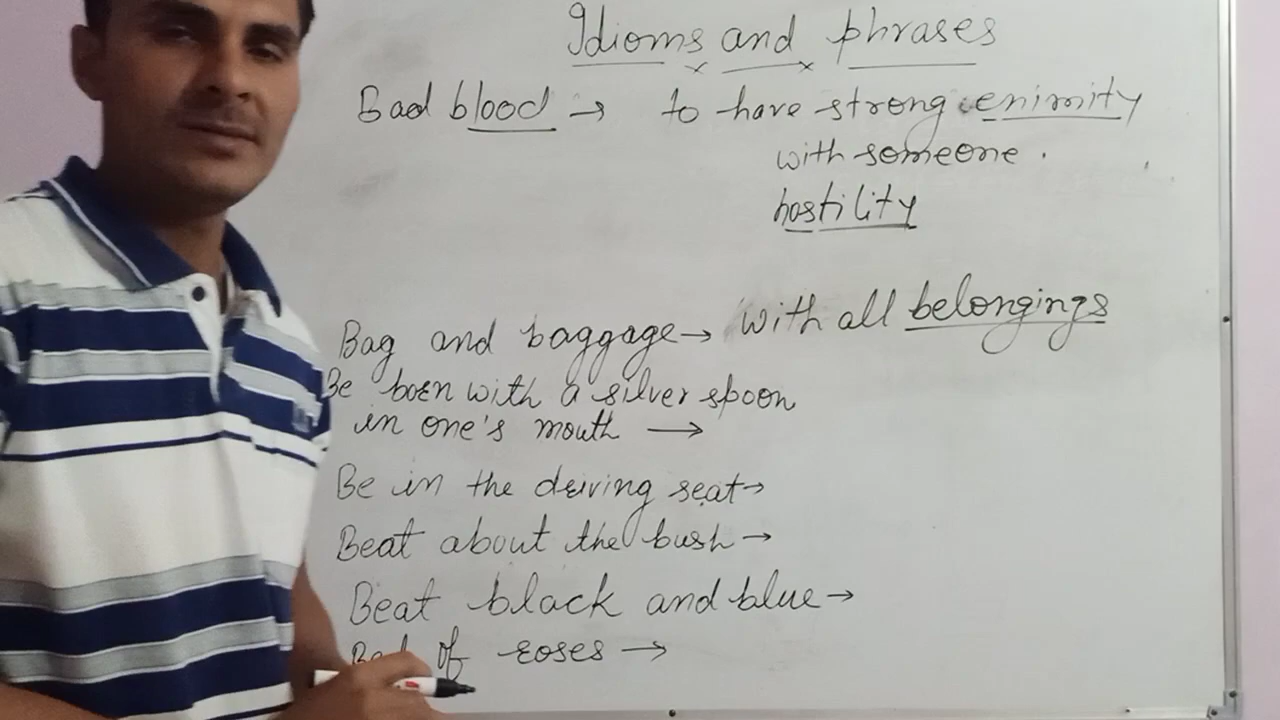 Idioms and phrases
Bad blood → to have strong enimity
with someone.
hostility
Bag and baggage → with all belongings
Be born with a silver spoon
in one's mouth →
Be in the driving seat →
Beat about the bush →
Beat black and blue →
Bed of roses →